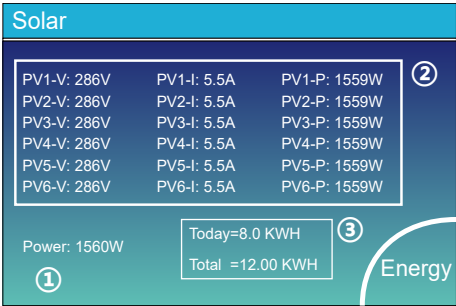 Solar
PV1-V: 286V PV1-I: 5.5A PV1-P: 1559W
PV2-V: 286V PV2-I: 5.5A PV2-P: 1559W
PV3-V: 286V PV3-I: 5.5A PV3-P: 1559W
PV4-V: 286V PV4-I: 5.5A PV4-P: 1559W
PV5-V: 286V PV5-I: 5.5A PV5-P: 1559W
PV6-V: 286V PV6-I: 5.5A PV6-P: 1559W
②
Power: 1560W
①
Today=8.0 KWH
Total =12.00 KWH
③
Energy